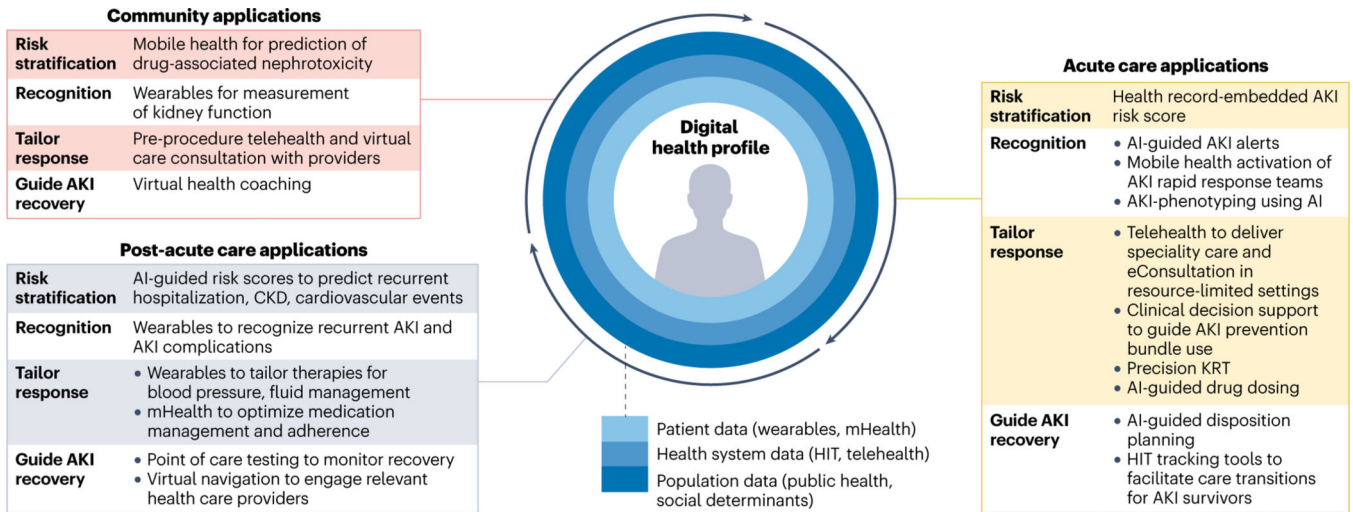 Community applications
Risk stratification
Mobile health for prediction of
drug-associated nephrotoxicity
Recognition
Wearables for measurement
of kidney function
Tailor response
Pre-procedure telehealth and virtual
care consultation with providers
Guide AKI recovery
Virtual health coaching
Post-acute care applications
Risk stratification
AI-guided risk scores to predict recurrent
hospitalization, CKD, cardiovascular events
Recognition
Wearables to recognize recurrent AKI and
AKI complications
Tailor response
• Wearables to tailor therapies for
blood pressure, fluid management
• mHealth to optimize medication
management and adherence
Guide AKI recovery
• Point of care testing to monitor recovery
• Virtual navigation to engage relevant
health care providers
Digital
health profile
Patient data (wearables, mHealth)
Health system data (HIT, telehealth)
Population data (public health,
social determinants)
Acute care applications
Risk stratification
Health record-embedded AKI
risk score
Recognition
• AI-guided AKI alerts
• Mobile health activation of
AKI rapid response teams
• AKI-phenotyping using AI
Tailor response
• Telehealth to deliver
speciality care and
eConsultation in
resource-limited settings
• Clinical decision support
to guide AKI prevention
bundle use
• Precision KRT
• AI-guided drug dosing
Guide AKI recovery
• AI-guided disposition
planning
• HIT tracking tools to
facilitate care transitions
for AKI survivors